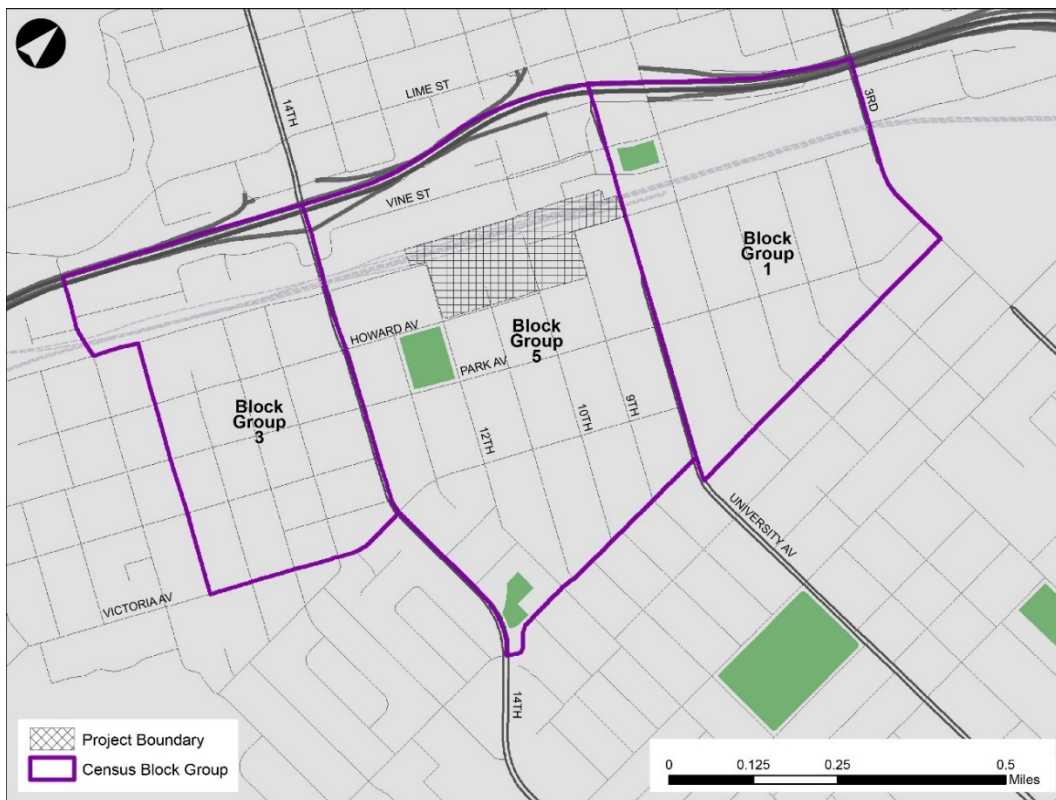 LIME ST
14TH
3RD
VINE ST
Block
Group
1
HOWARD AV
Block
Group
5
PARK AV
Block
Group
3
12TH
10TH
9TH
UNIVERSITY AV
VICTORIA AV
14TH
Project Boundary
Census Block Group
0 0.125 0.25 0.5
Miles